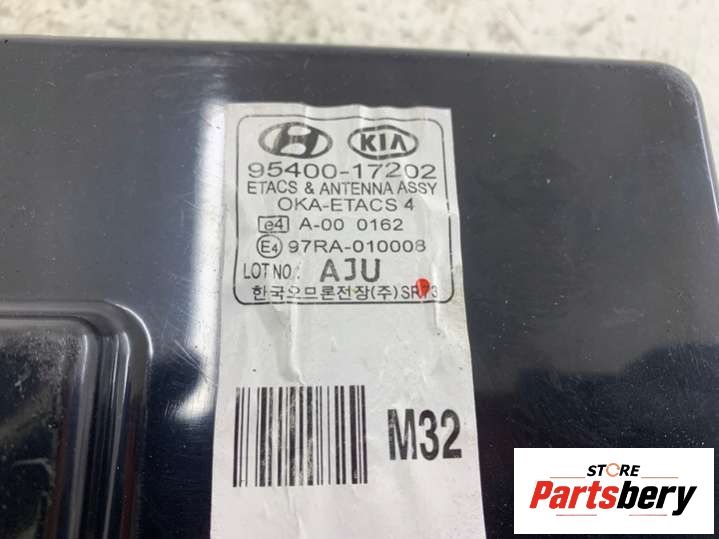 KIA
95400-17202
ETACS & ANTENNA ASSY
OKA-ETACS 4
e4 A-00 0162
E4 97RA-010008
LOT NO: AJU
한국오므론전장(주) SR73
M32
STORE
Partsbery